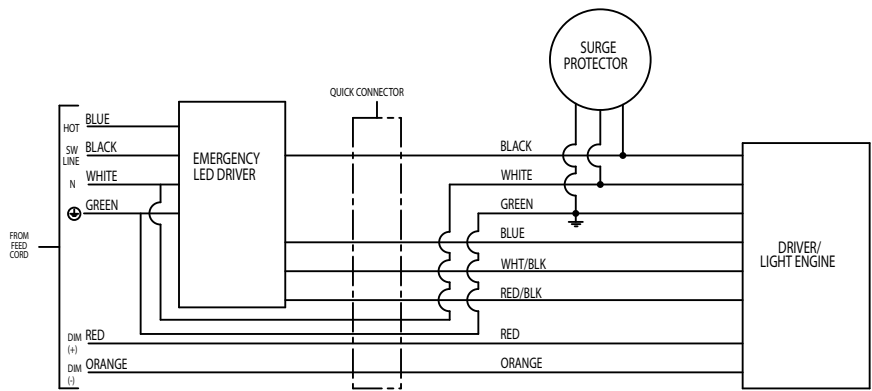 SURGE
PROTECTOR
QUICK CONNECTOR
HOT BLUE
SW
LINE
BLACK
N WHITE
GREEN
EMERGENCY
LED DRIVER
BLACK
WHITE
GREEN
BLUE
WHT/BLK
RED/BLK
RED
ORANGE
DRIVER/
LIGHT ENGINE
FROM
FEED
CORD
DIM
(+)
RED
DIM
(-)
ORANGE